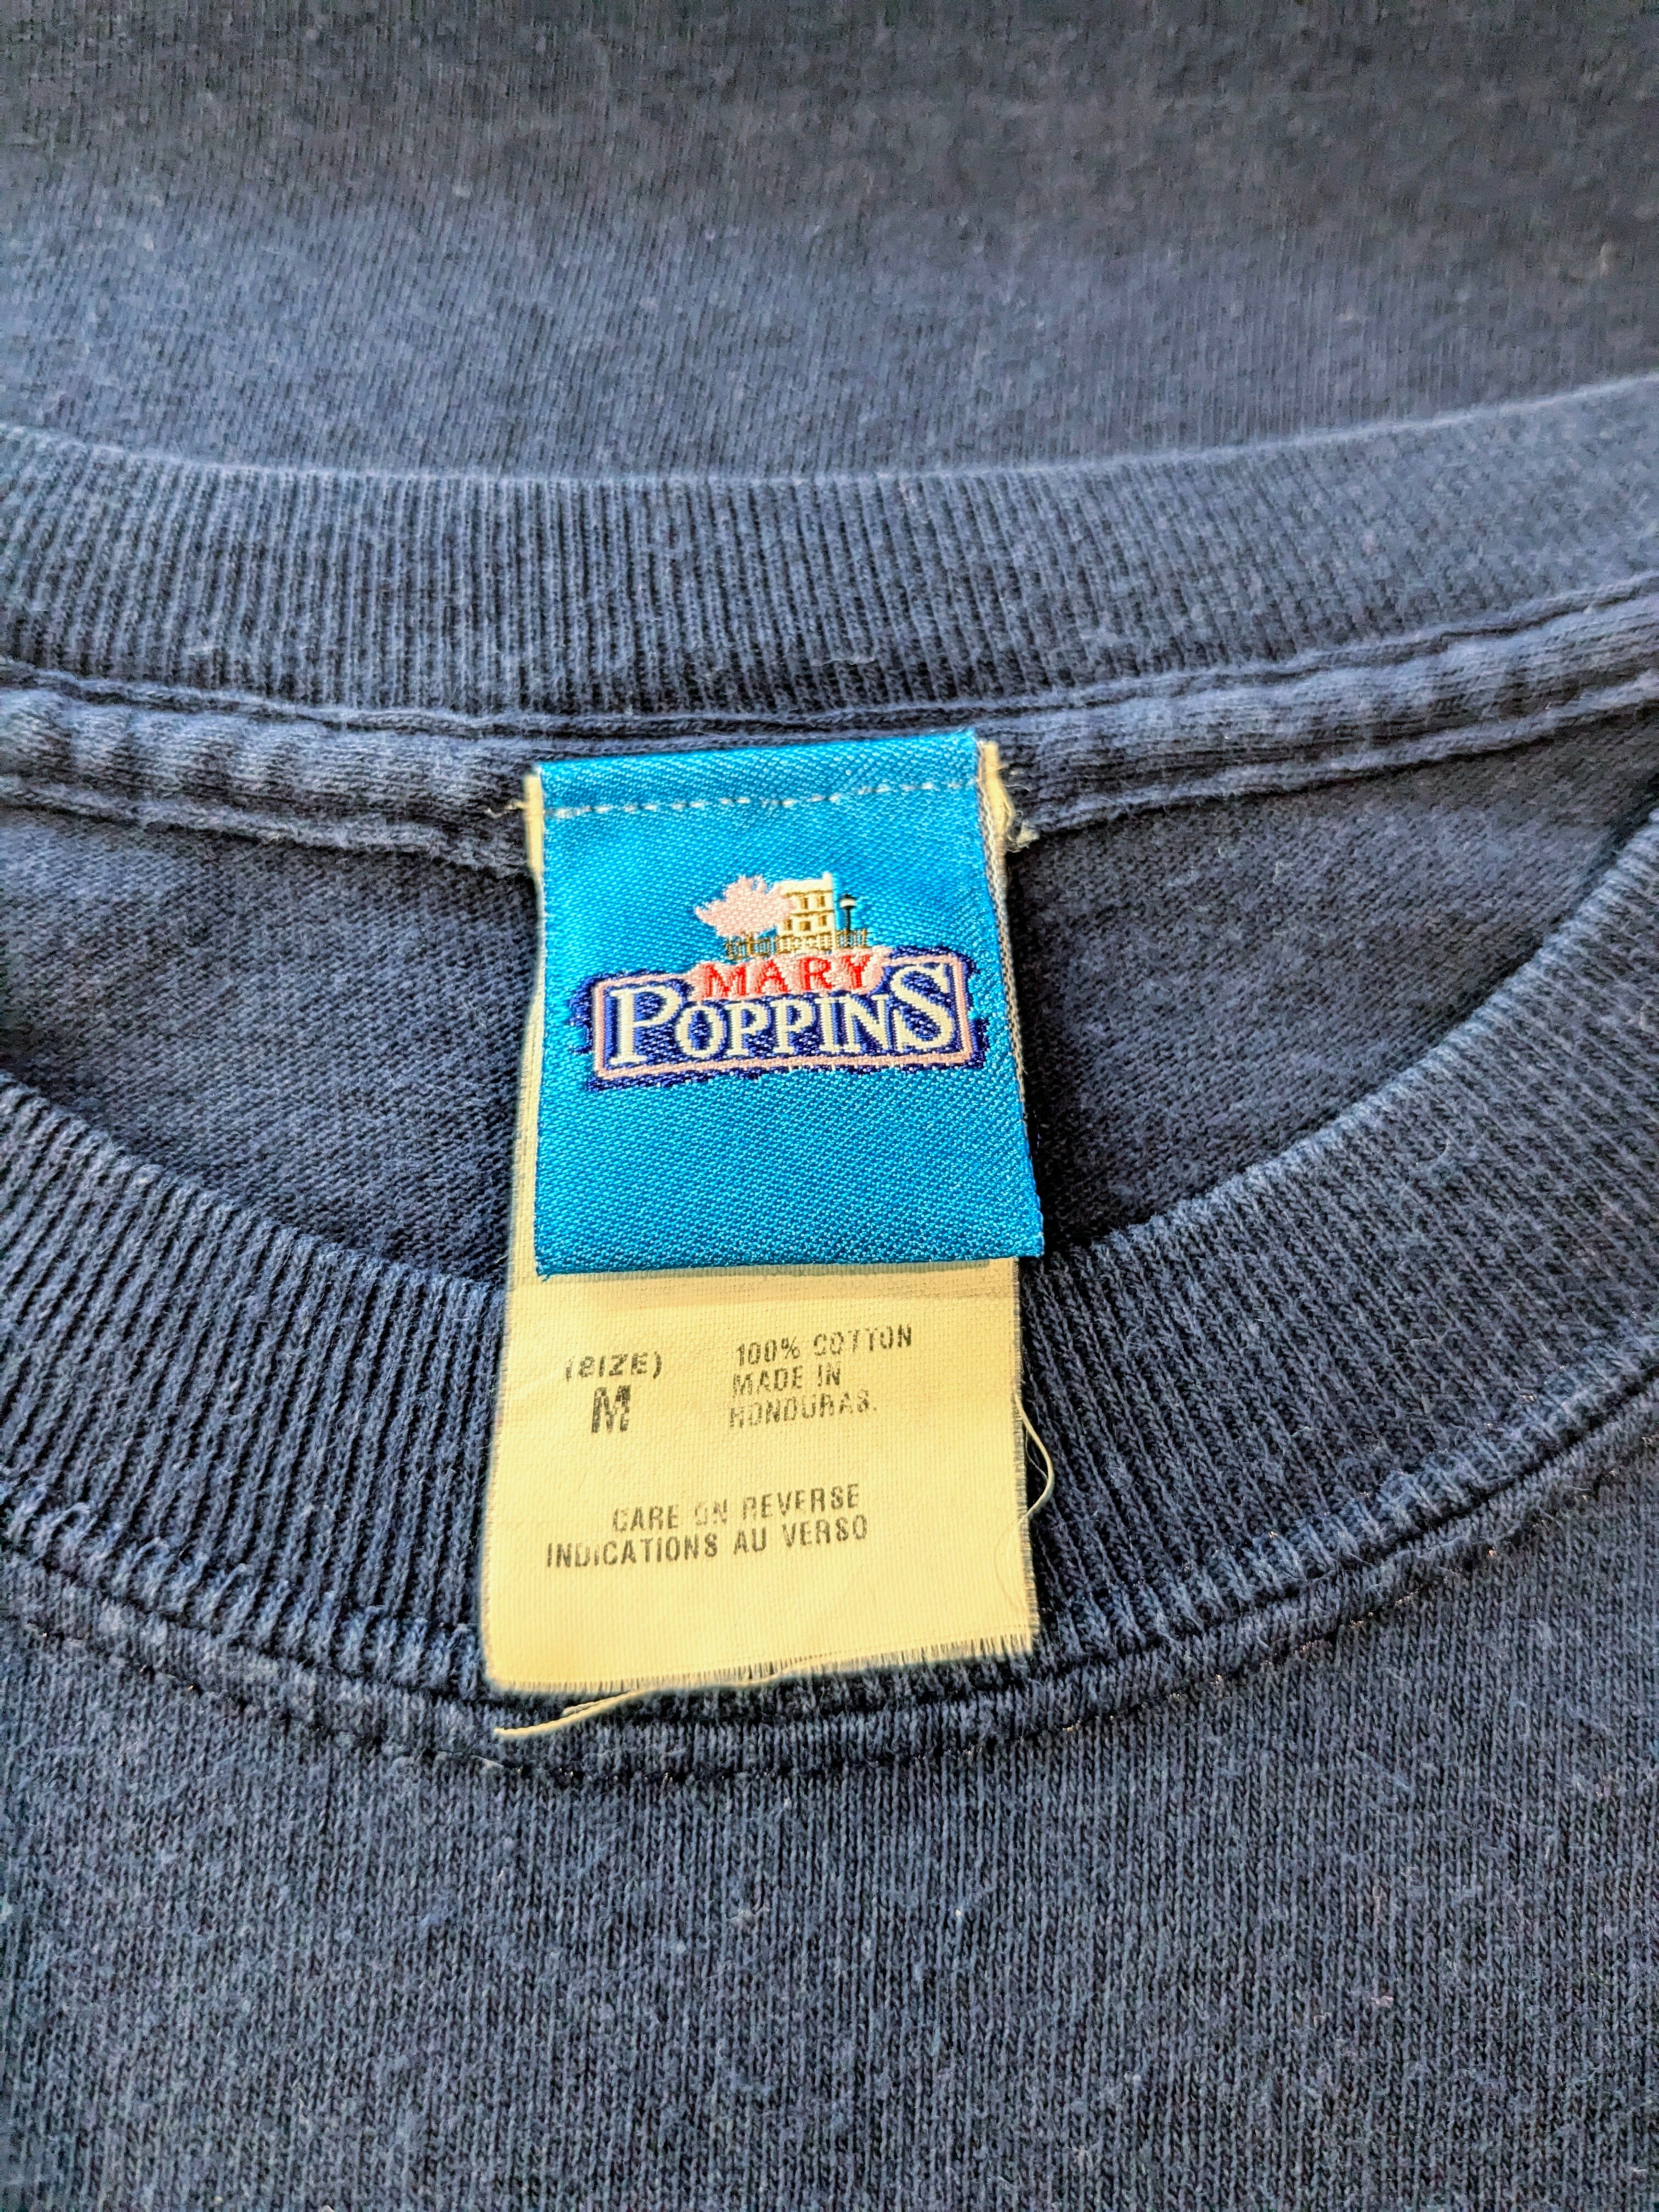 MARY
POPPINS
(SIZE)
M
100% COTTON
MADE IN
HONDURAS.
CARE ON REVERSE
INDICATIONS AU VERSO